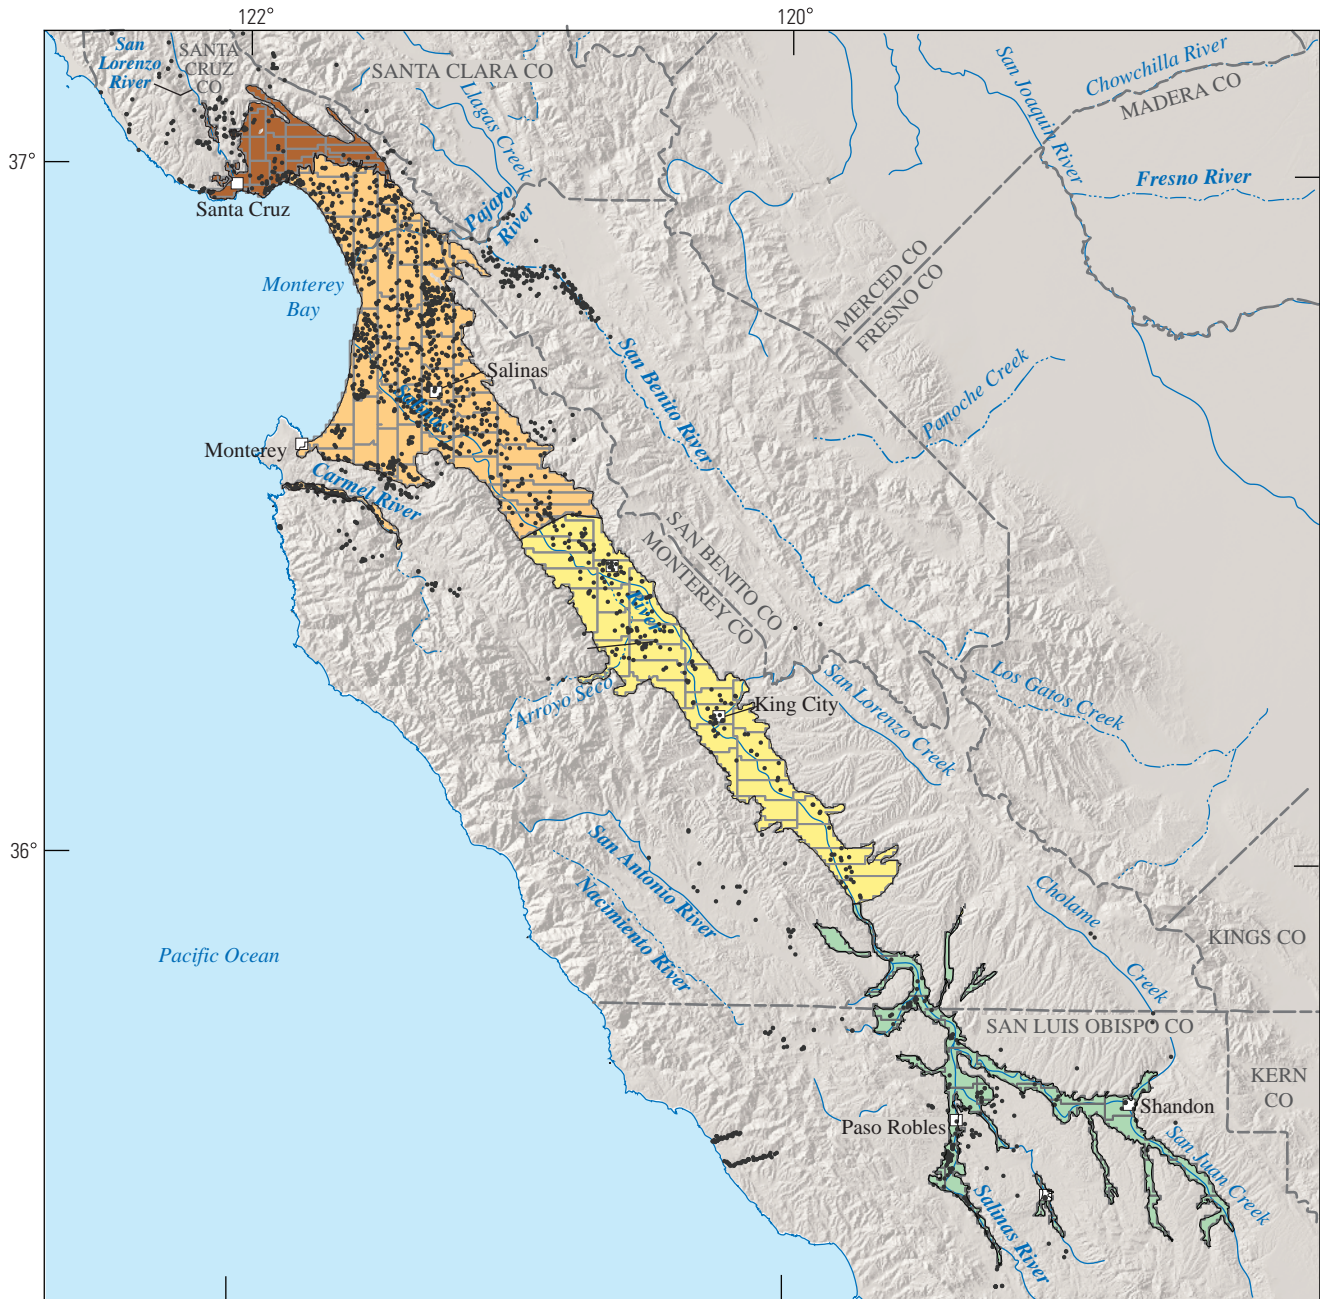 122°
120°
San
Lorenzo
River
SANTA
CRUZ
CO
SANTA CLARA CO
Llagas Creek
San Joaquin River
Chowchilla River
MADERA CO
37°
Fresno River
Santa Cruz
Pajaro
River
Monterey
Bay
MERCED CO
FRESNO CO
San Benito River
Panoche Creek
Salinas
Salinas
Monterey
Carmel River
SAN BENITO CO
MONTEREY CO
River
Arroyo Seco
King City
San Lorenzo Creek
Los Gatos Creek
36°
San Antonio River
Nacimiento River
Cholame
Creek
KINGS CO
Pacific Ocean
SAN LUIS OBISPO CO
KERN
CO
Shandon
Paso Robles
San Juan Creek
Salinas River